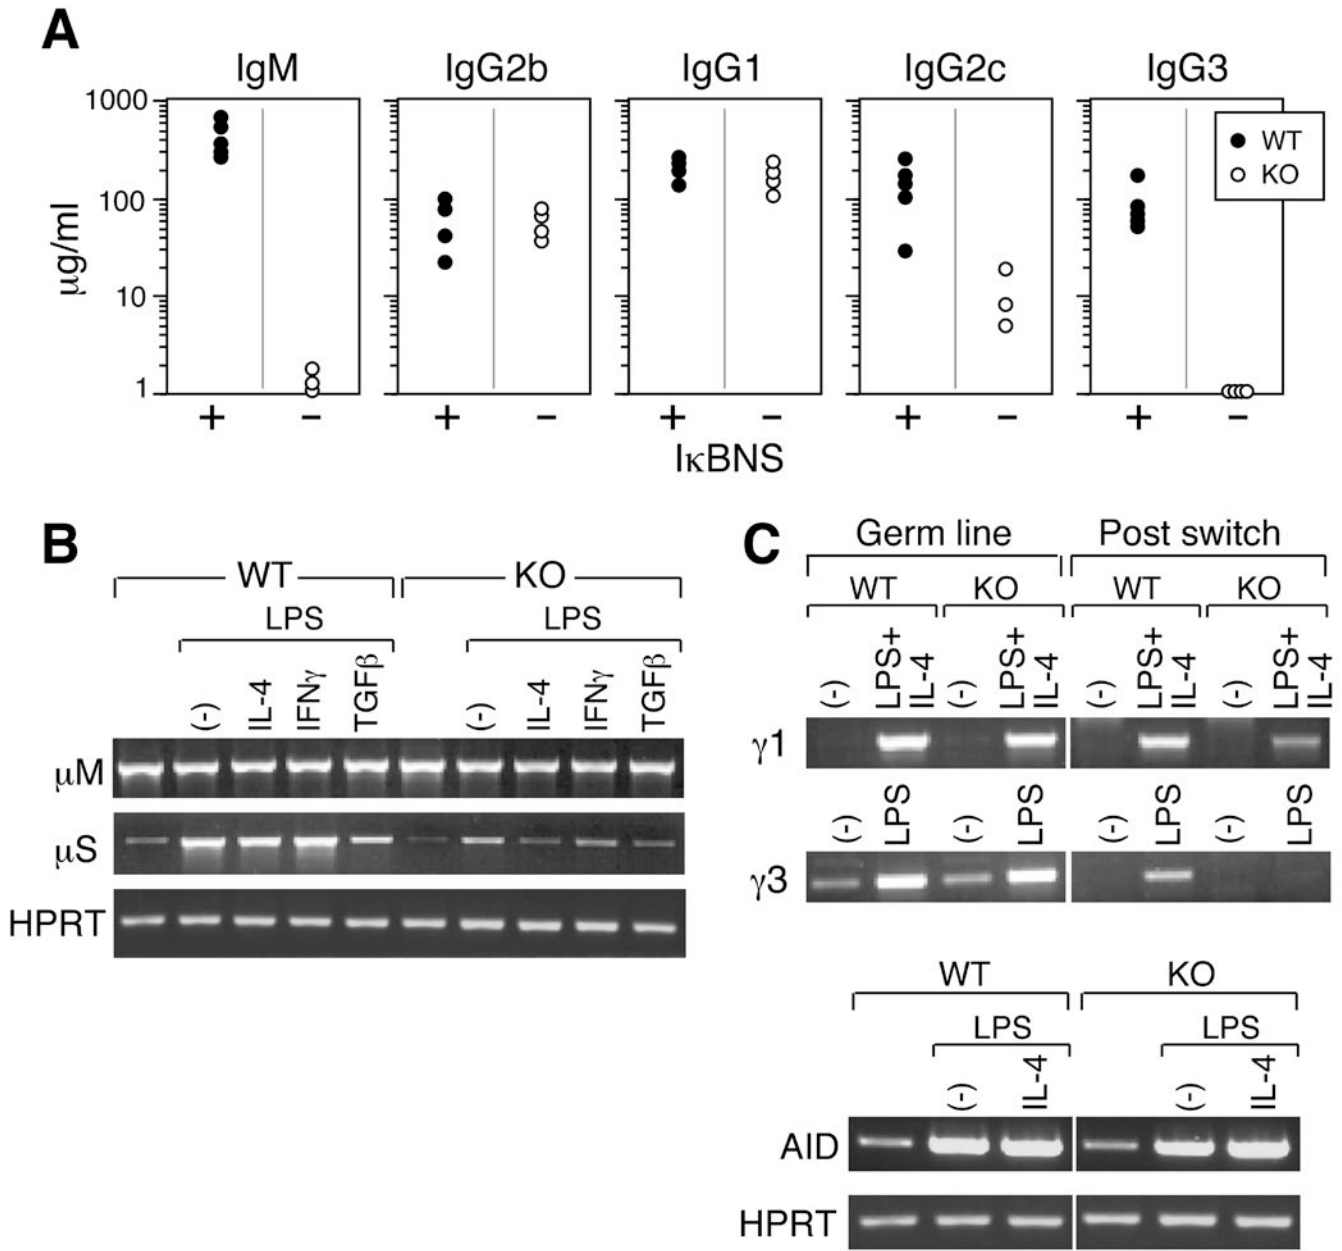 A
IgM IgG2b IgG1 IgG2c IgG3
1000
100
10
1
µg/ml
WT
KO
+ − + − + − + − + −
IκBNS
B
WT KO
LPS LPS
(-) IL-4 IFNγ TGFβ (-) IL-4 IFNγ TGFβ
µM
µS
HPRT
C
Germ line Post switch
WT KO WT KO
(-) LPS+ IL-4 (-) LPS+ IL-4 (-) LPS+ IL-4 (-) LPS+ IL-4
γ1
(-) LPS (-) LPS (-) LPS (-) LPS
γ3
WT KO
LPS LPS
(-) IL-4 (-) IL-4
AID
HPRT